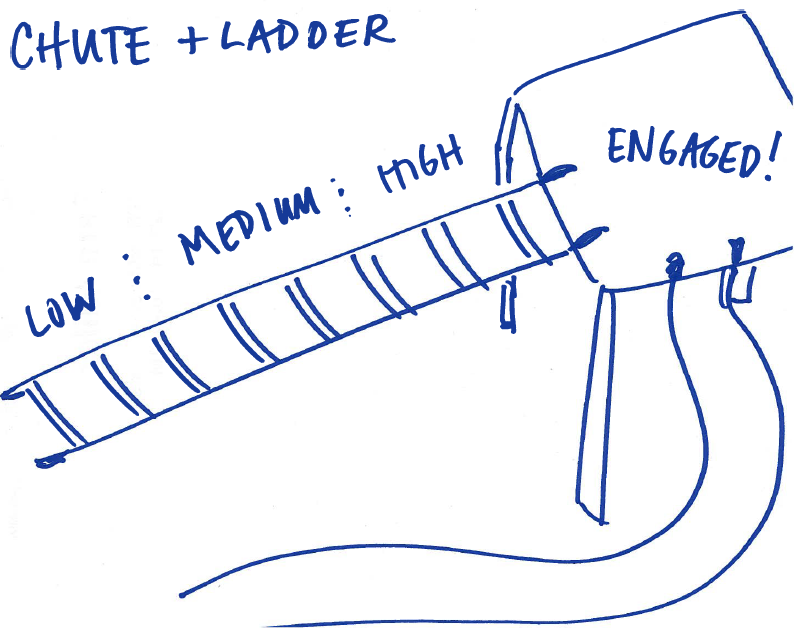 CHUTE + LADDER
ENGAGED!
LOW : MEDIUM : HIGH